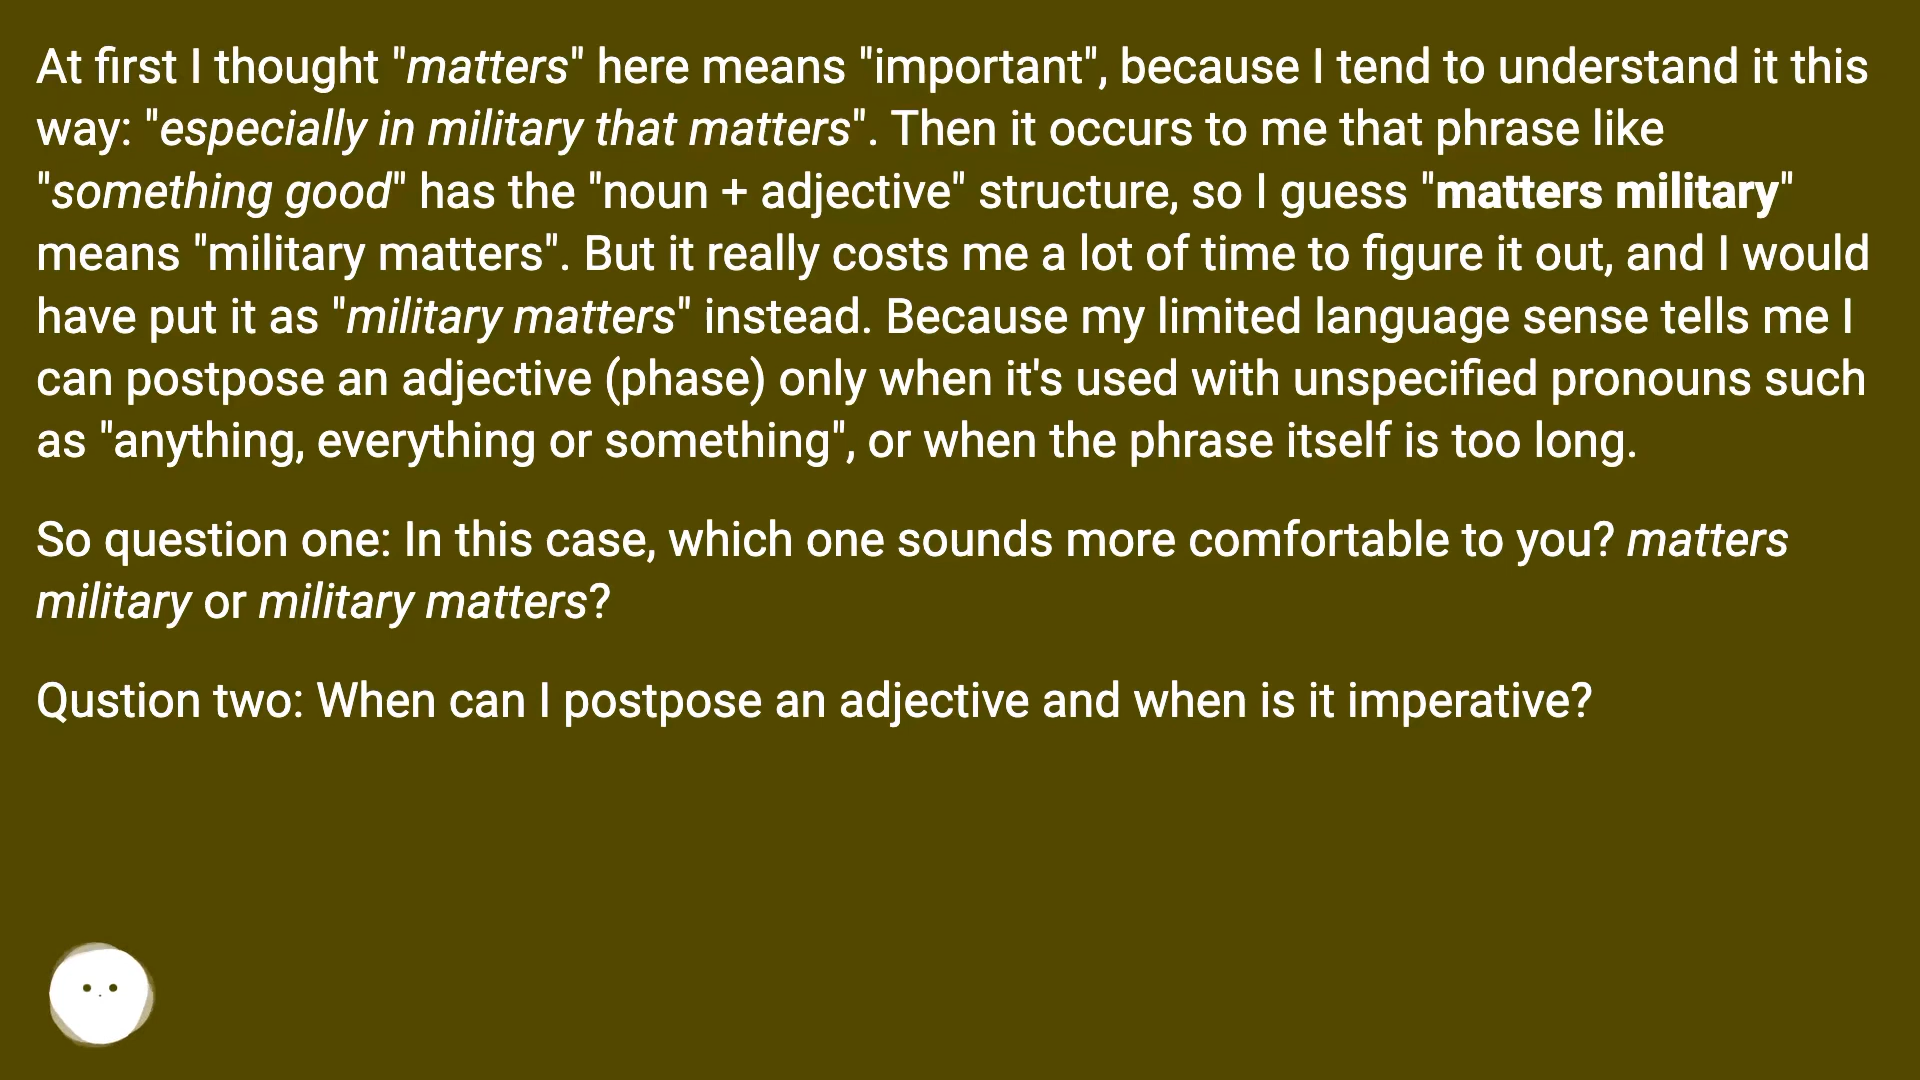 At first I thought "matters" here means "important", because I tend to understand it this
way: "especially in military that matters". Then it occurs to me that phrase like
"something good" has the "noun + adjective" structure, so I guess "matters military"
means "military matters". But it really costs me a lot of time to figure it out, and I would
have put it as "military matters" instead. Because my limited language sense tells me I
can postpose an adjective (phase) only when it's used with unspecified pronouns such
as "anything, everything or something", or when the phrase itself is too long.
So question one: In this case, which one sounds more comfortable to you? matters
military or military matters?
Qustion two: When can I postpose an adjective and when is it imperative?